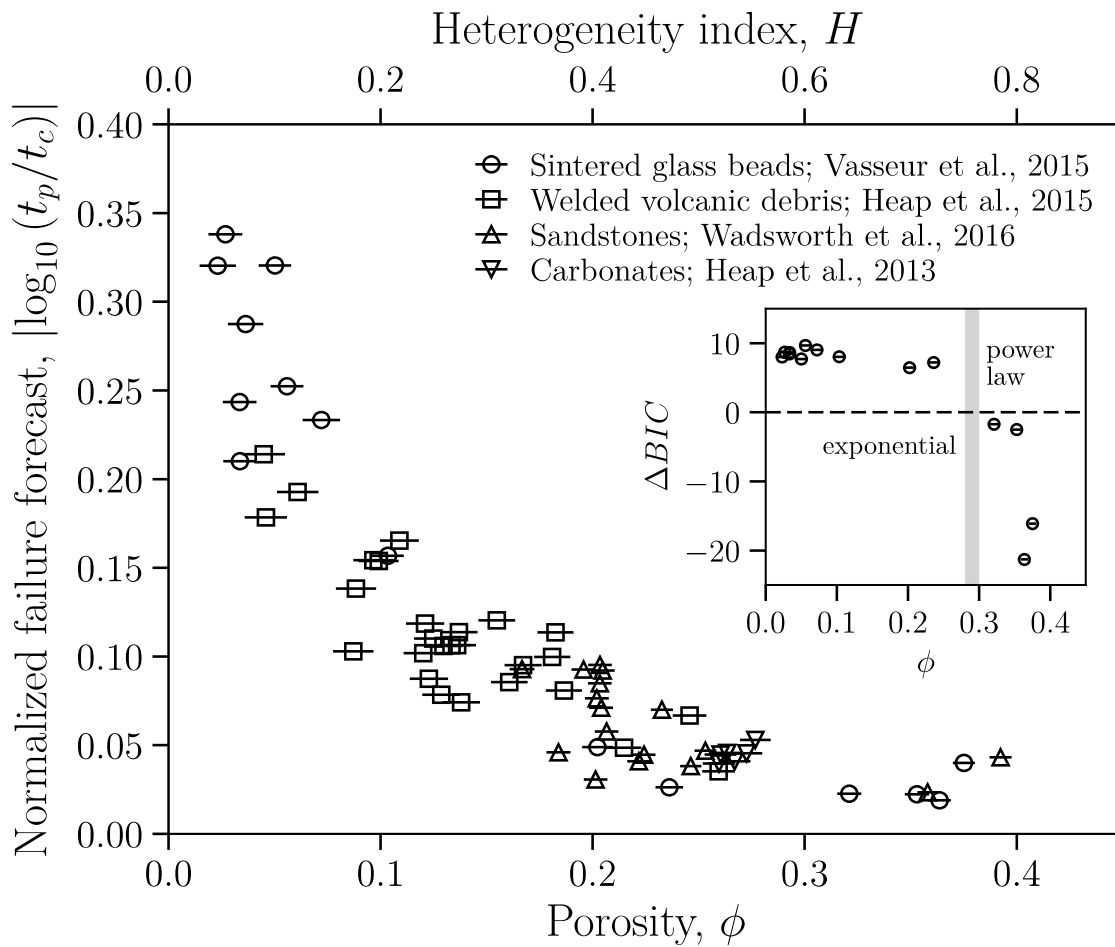 Heterogeneity index, H
0.0 0.2 0.4 0.6 0.8
Normalized failure forecast, |log₁₀ (tₚ/t_c)|
0.40
0.35
0.30
0.25
0.20
0.15
0.10
0.05
0.00
Sintered glass beads; Vasseur et al., 2015
Welded volcanic debris; Heap et al., 2015
Sandstones; Wadsworth et al., 2016
Carbonates; Heap et al., 2013
ΔBIC
10
0
−10
−20
power
law
exponential
0.0 0.1 0.2 0.3 0.4
ϕ
0.0 0.1 0.2 0.3 0.4
Porosity, ϕ